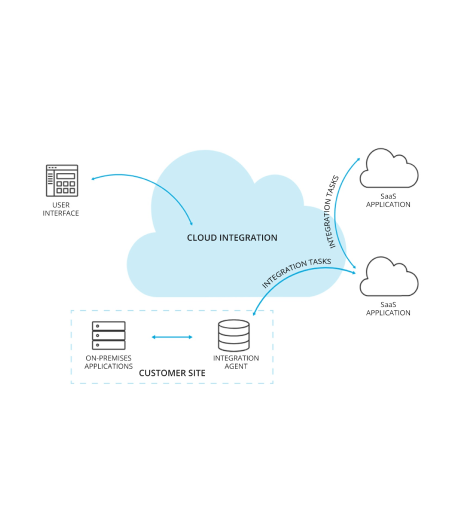 USER
INTERFACE
CLOUD INTEGRATION
INTEGRATION TASKS
SaaS
APPLICATION
INTEGRATION TASKS
SaaS
APPLICATION
ON-PREMISES
APPLICATIONS
INTEGRATION
AGENT
CUSTOMER SITE